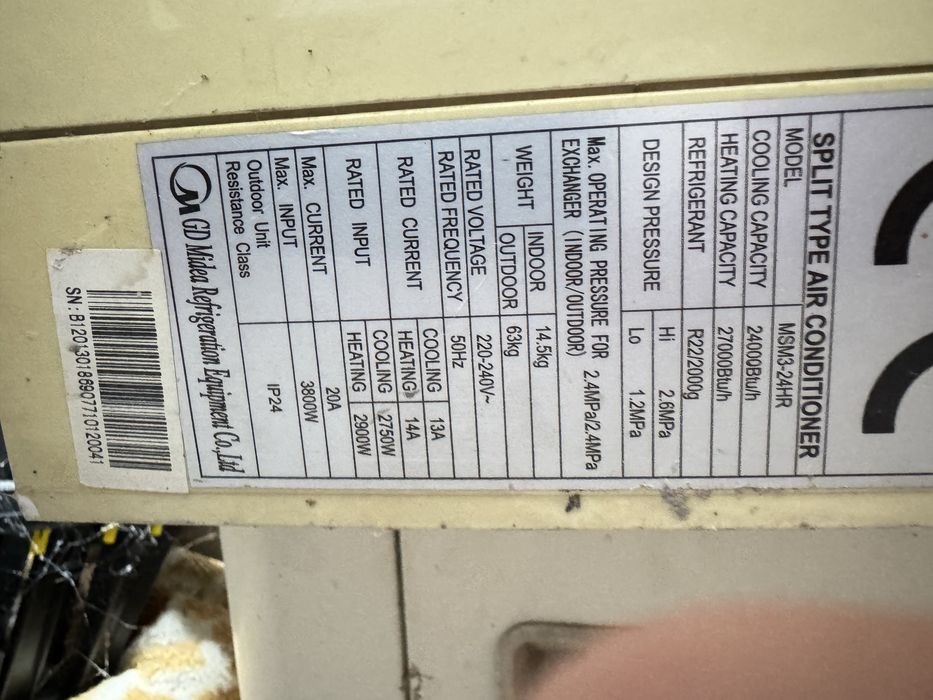 CE
SPLIT TYPE AIR CONDITIONER
MODEL MSM3-24HR
COOLING CAPACITY 24000Btu/h
HEATING CAPACITY 27000Btu/h
REFRIGERANT R22/2000g
DESIGN PRESSURE Hi 2.6MPa
Lo 1.2MPa
Max. OPERATING PRESSURE FOR
EXCHANGER (INDOOR/OUTDOOR) 2.4MPa/2.4MPa
WEIGHT INDOOR 14.5kg
OUTDOOR 63kg
RATED VOLTAGE 220-240V~
RATED FREQUENCY 50Hz
RATED CURRENT COOLING 13A
HEATING 14A
RATED INPUT COOLING 2750W
HEATING 2900W
Max. CURRENT 20A
Max. INPUT 3800W
Outdoor Unit
Resistance Class IP24
GD Midea Refrigeration Equipment Co.,Ltd
SN: B120130186907710120041